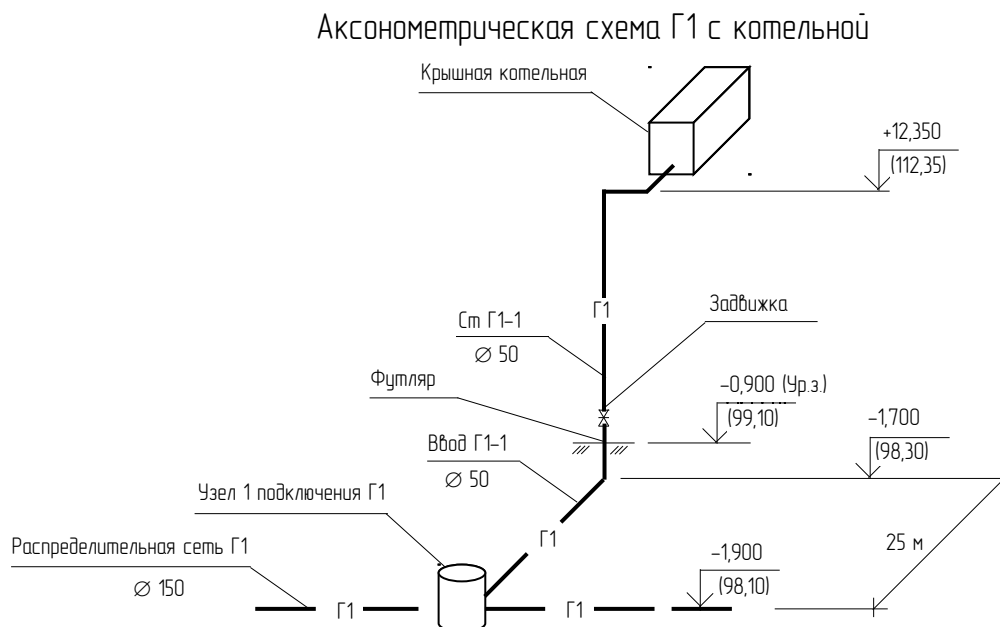 Аксонометрическая схема Г1 с котельной
Крышная котельная
+12,350
(112,35)
Г1
Задвижка
Ст Г1-1
∅ 50
Футляр
-0,900 (Ур.з.)
(99,10)
-1,700
(98,30)
Ввод Г1-1
∅ 50
Узел 1 подключения Г1
Г1
25 м
Распределительная сеть Г1
∅ 150
-1,900
(98,10)
Г1
Г1